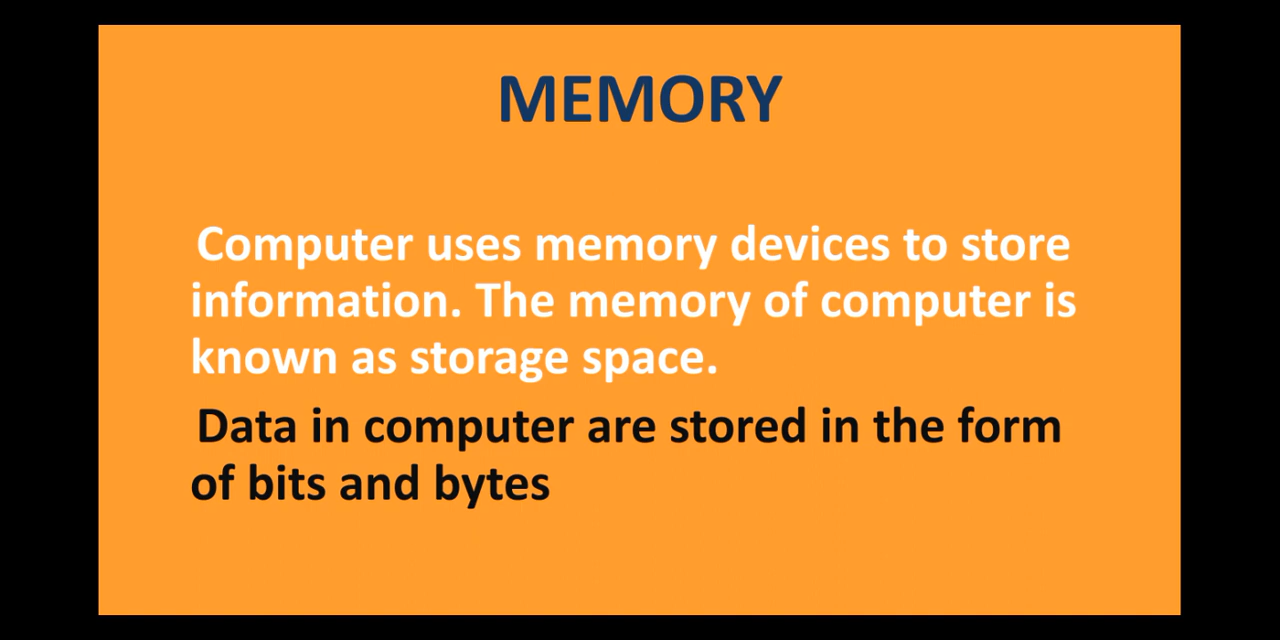 MEMORY
Computer uses memory devices to store
information. The memory of computer is
known as storage space.
Data in computer are stored in the form
of bits and bytes